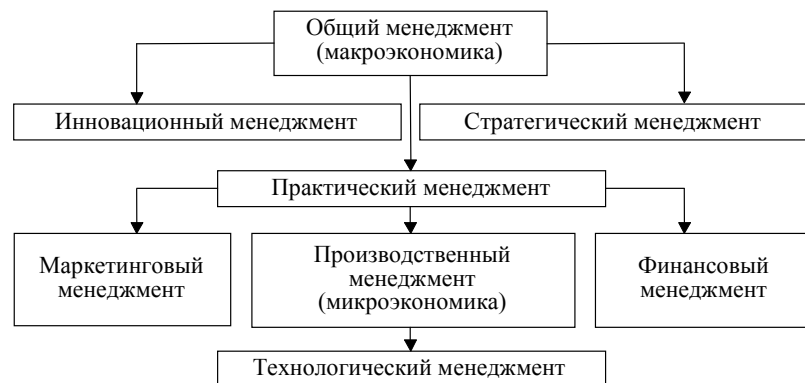 Общий менеджмент
(макроэкономика)
Инновационный менеджмент
Стратегический менеджмент
Практический менеджмент
Маркетинговый
менеджмент
Производственный
менеджмент
(микроэкономика)
Финансовый
менеджмент
Технологический менеджмент